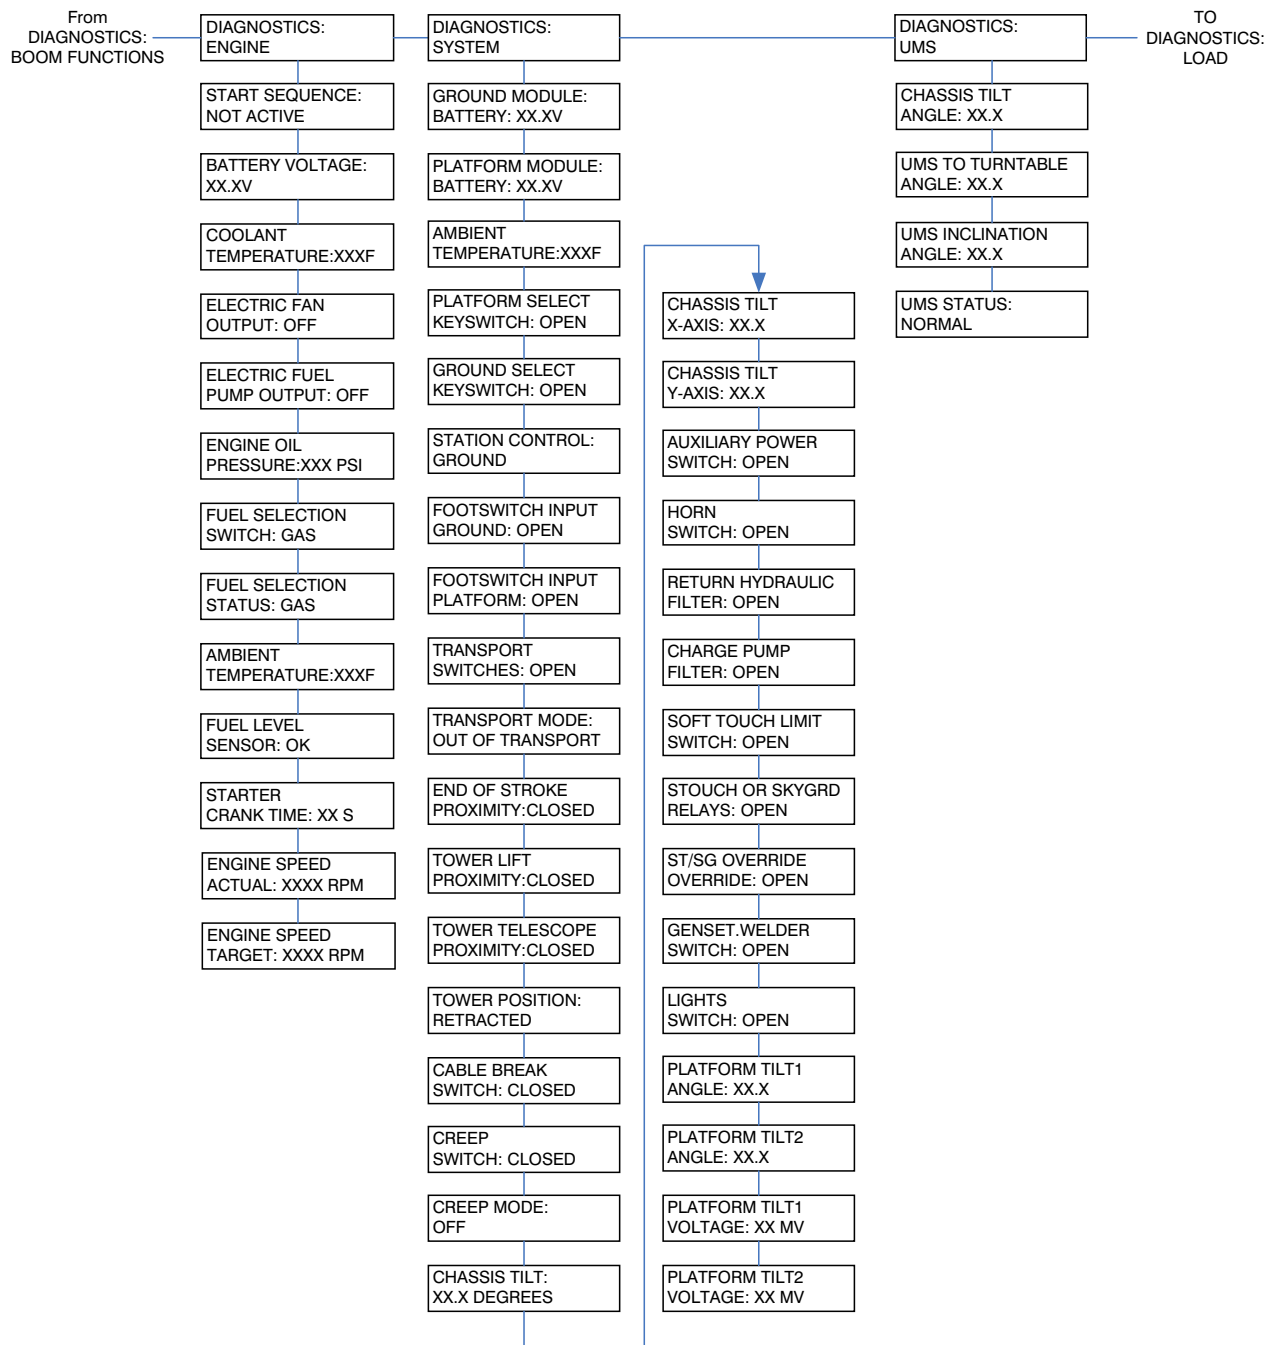 From
DIAGNOSTICS:
BOOM FUNCTIONS
DIAGNOSTICS:
ENGINE
START SEQUENCE:
NOT ACTIVE
BATTERY VOLTAGE:
XX.XV
COOLANT
TEMPERATURE:XXXF
ELECTRIC FAN
OUTPUT: OFF
ELECTRIC FUEL
PUMP OUTPUT: OFF
ENGINE OIL
PRESSURE:XXX PSI
FUEL SELECTION
SWITCH: GAS
FUEL SELECTION
STATUS: GAS
AMBIENT
TEMPERATURE:XXXF
FUEL LEVEL
SENSOR: OK
STARTER
CRANK TIME: XX S
ENGINE SPEED
ACTUAL: XXXX RPM
ENGINE SPEED
TARGET: XXXX RPM
DIAGNOSTICS:
SYSTEM
GROUND MODULE:
BATTERY: XX.XV
PLATFORM MODULE:
BATTERY: XX.XV
AMBIENT
TEMPERATURE:XXXF
PLATFORM SELECT
KEYSWITCH: OPEN
GROUND SELECT
KEYSWITCH: OPEN
STATION CONTROL:
GROUND
FOOTSWITCH INPUT
GROUND: OPEN
FOOTSWITCH INPUT
PLATFORM: OPEN
TRANSPORT
SWITCHES: OPEN
TRANSPORT MODE:
OUT OF TRANSPORT
END OF STROKE
PROXIMITY:CLOSED
TOWER LIFT
PROXIMITY:CLOSED
TOWER TELESCOPE
PROXIMITY:CLOSED
TOWER POSITION:
RETRACTED
CABLE BREAK
SWITCH: CLOSED
CREEP
SWITCH: CLOSED
CREEP MODE:
OFF
CHASSIS TILT:
XX.X DEGREES
CHASSIS TILT
X-AXIS: XX.X
CHASSIS TILT
Y-AXIS: XX.X
AUXILIARY POWER
SWITCH: OPEN
HORN
SWITCH: OPEN
RETURN HYDRAULIC
FILTER: OPEN
CHARGE PUMP
FILTER: OPEN
SOFT TOUCH LIMIT
SWITCH: OPEN
STOUCH OR SKYGRD
RELAYS: OPEN
ST/SG OVERRIDE
OVERRIDE: OPEN
GENSET.WELDER
SWITCH: OPEN
LIGHTS
SWITCH: OPEN
PLATFORM TILT1
ANGLE: XX.X
PLATFORM TILT2
ANGLE: XX.X
PLATFORM TILT1
VOLTAGE: XX MV
PLATFORM TILT2
VOLTAGE: XX MV
DIAGNOSTICS:
UMS
CHASSIS TILT
ANGLE: XX.X
UMS TO TURNTABLE
ANGLE: XX.X
UMS INCLINATION
ANGLE: XX.X
UMS STATUS:
NORMAL
TO
DIAGNOSTICS:
LOAD